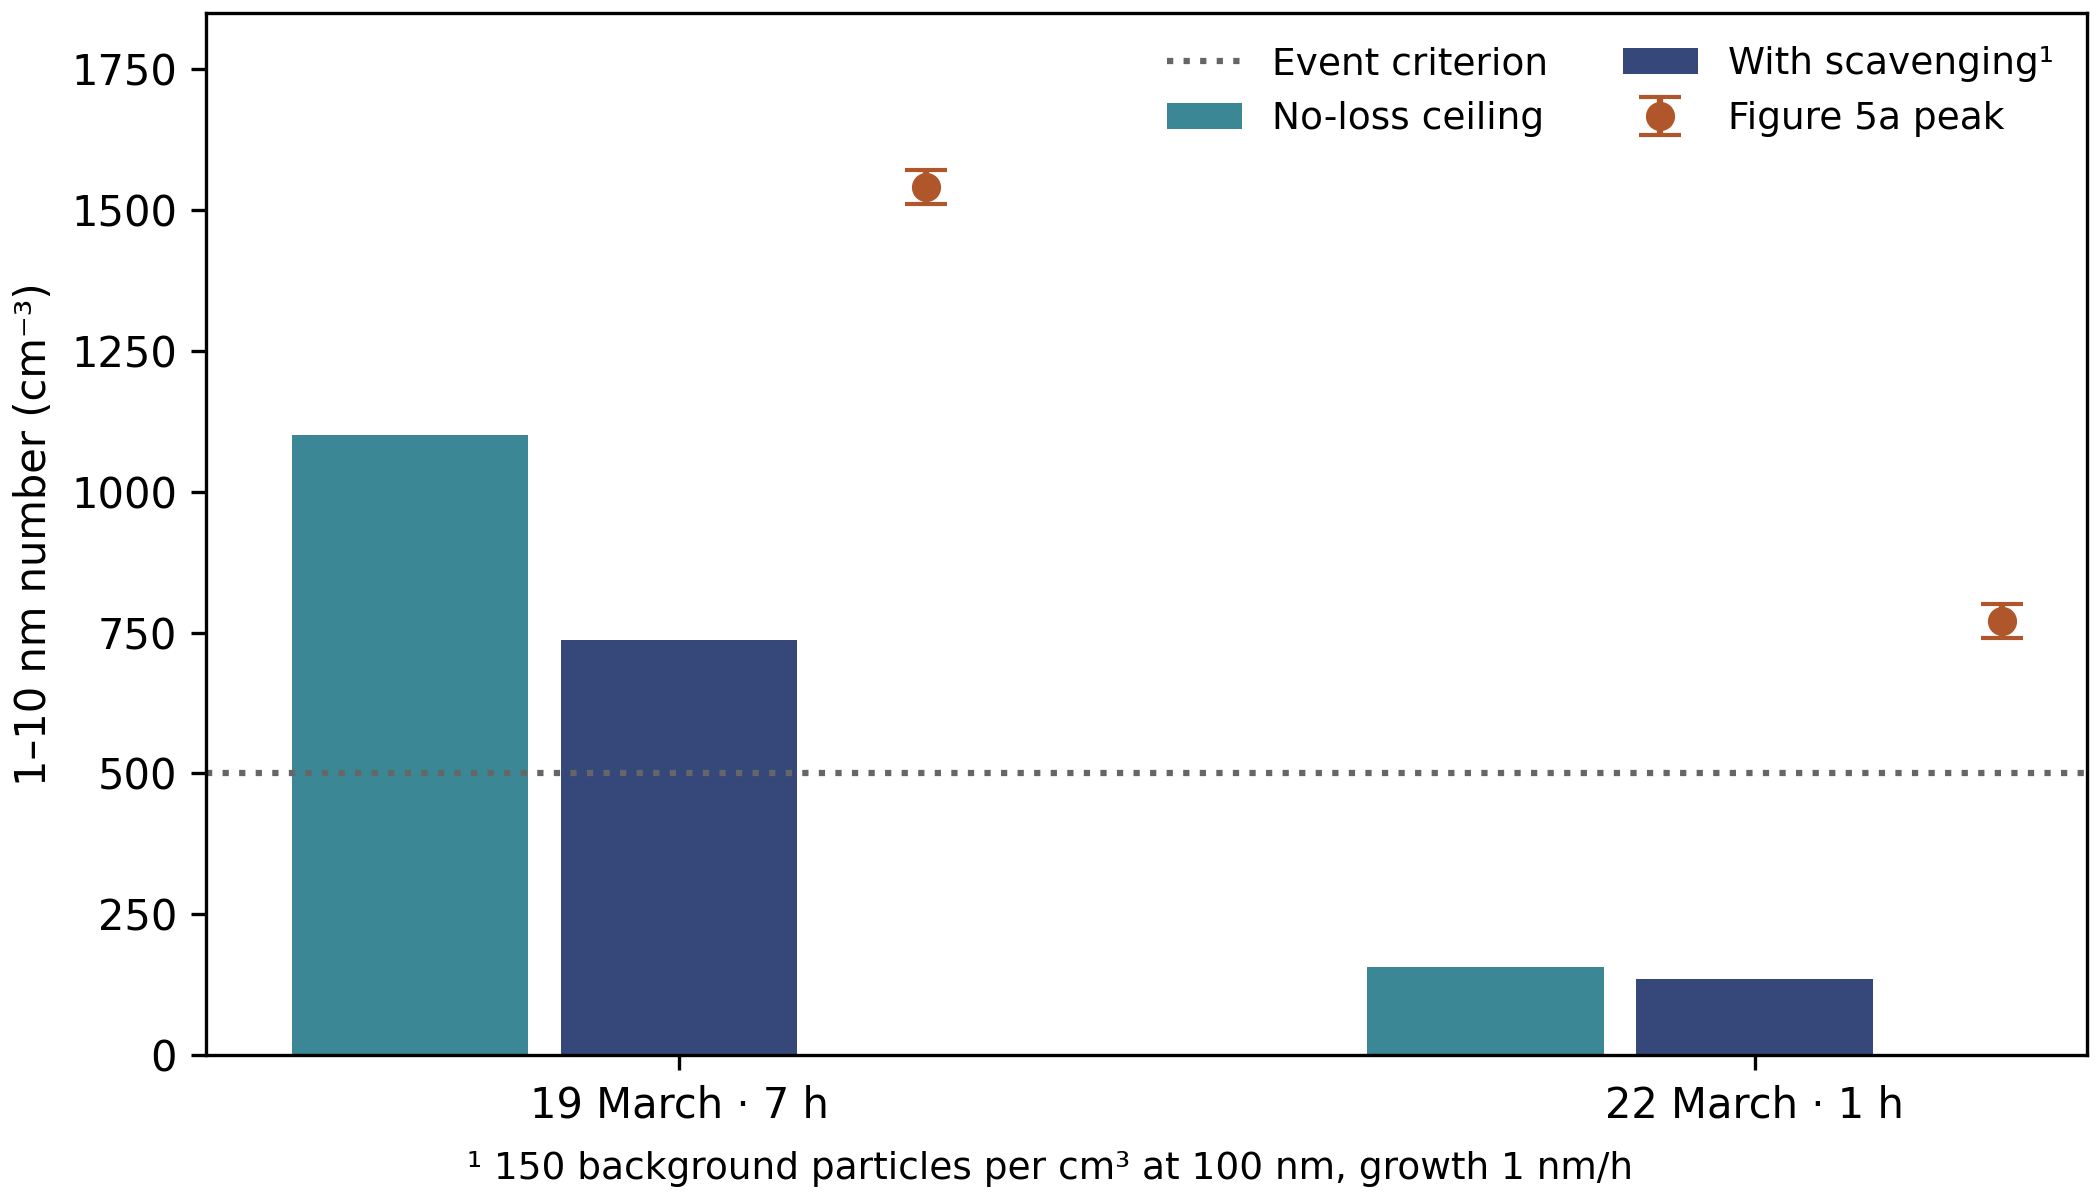 1–10 nm number (cm⁻³)
1750
1500
1250
1000
750
500
250
0
Event criterion
No-loss ceiling
With scavenging¹
Figure 5a peak
19 March · 7 h
22 March · 1 h
¹ 150 background particles per cm³ at 100 nm, growth 1 nm/h